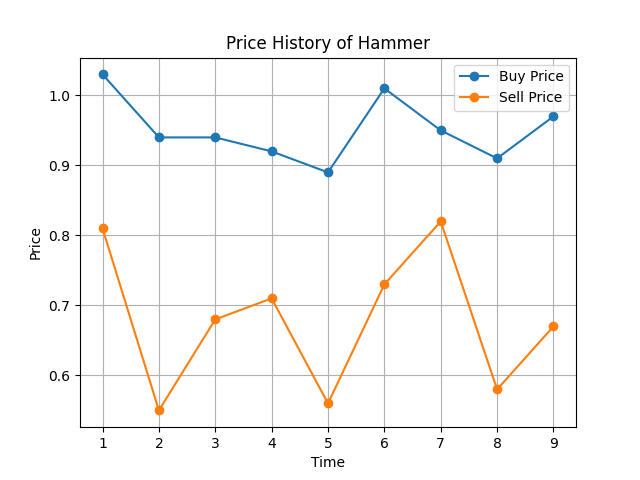 Price History of Hammer
Buy Price
Sell Price
Price
1.0
0.9
0.8
0.7
0.6
1 2 3 4 5 6 7 8 9
Time